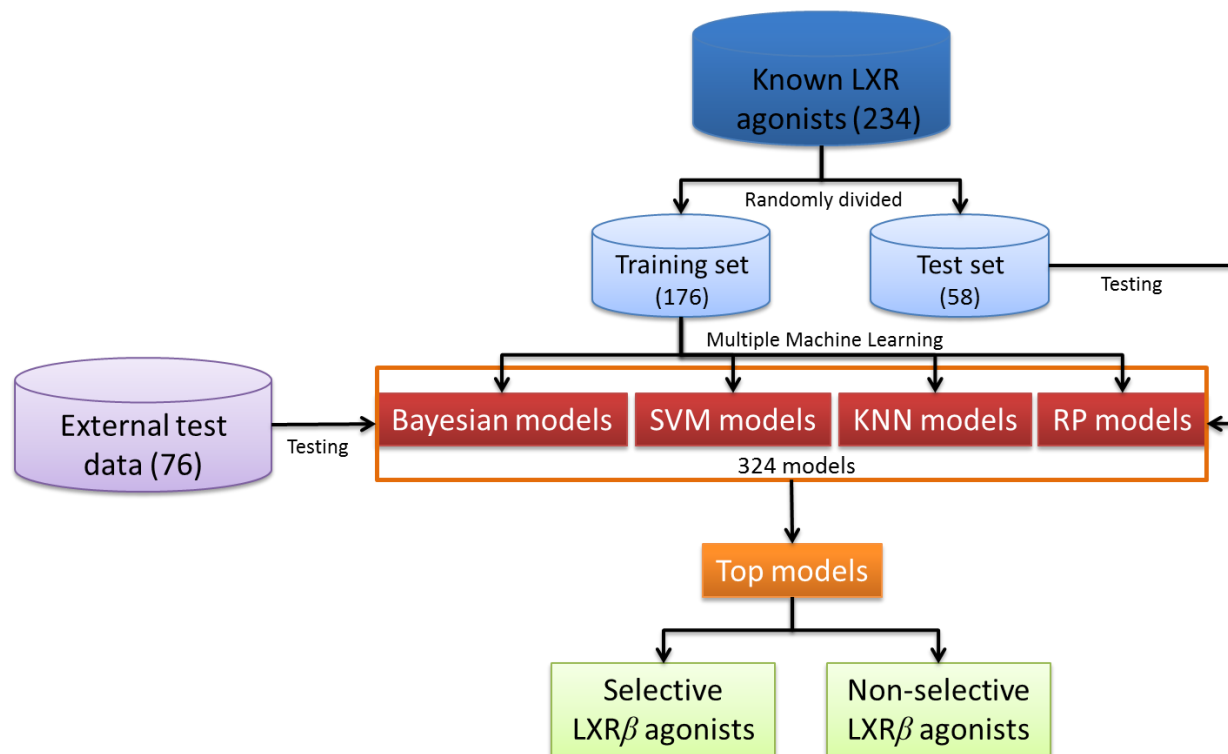 Known LXR
agonists (234)
Randomly divided
Training set
(176)
Test set
(58)
Testing
Multiple Machine Learning
External test
data (76)
Testing
Bayesian models
SVM models
KNN models
RP models
324 models
Top models
Selective
LXRβ agonists
Non-selective
LXRβ agonists